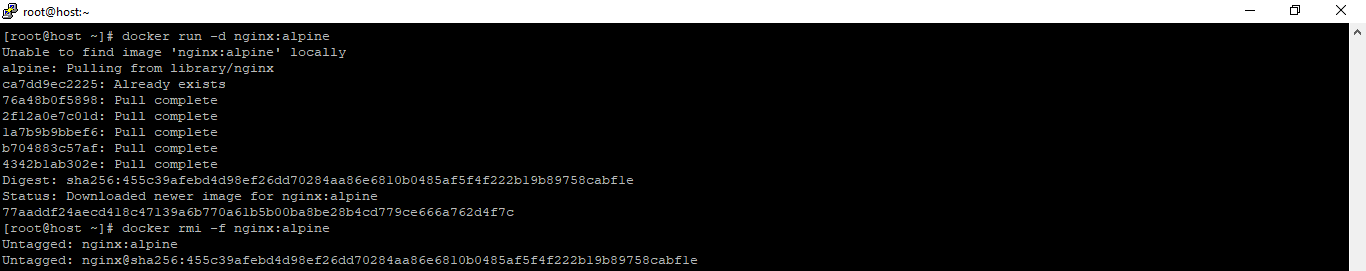 root@host:~
[root@host ~]# docker run -d nginx:alpine
Unable to find image 'nginx:alpine' locally
alpine: Pulling from library/nginx
ca7dd9ec2225: Already exists
76a48b0f5898: Pull complete
2f12a0e7c01d: Pull complete
1a7b9b9bbef6: Pull complete
b704883c57af: Pull complete
4342b1ab302e: Pull complete
Digest: sha256:455c39afebd4d98ef26dd70284aa86e6810b0485af5f4f222b19b89758cabf1e
Status: Downloaded newer image for nginx:alpine
77aaddf24aecd418c47139a6b770a61b5b00ba8be28b4cd779ce666a762d4f7c
[root@host ~]# docker rmi -f nginx:alpine
Untagged: nginx:alpine
Untagged: nginx@sha256:455c39afebd4d98ef26dd70284aa86e6810b0485af5f4f222b19b89758cabf1e